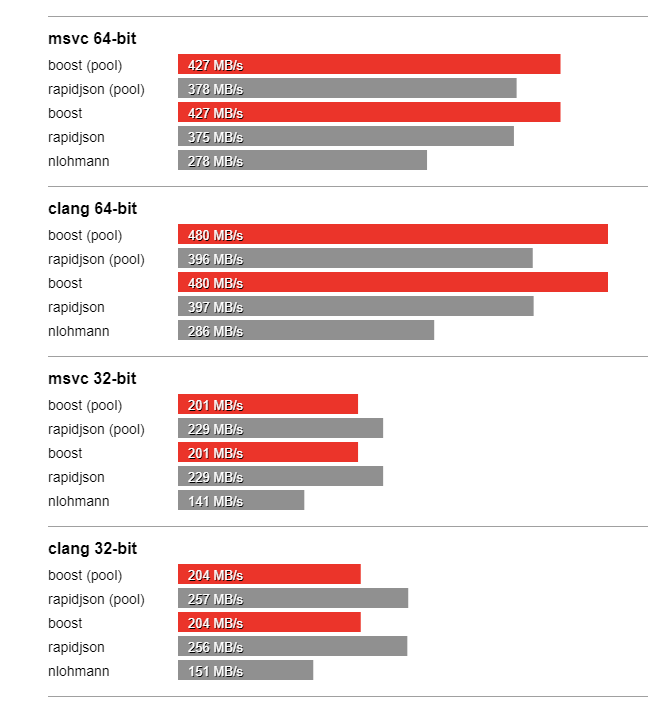 msvc 64-bit
boost (pool) 427 MB/s
rapidjson (pool) 378 MB/s
boost 427 MB/s
rapidjson 375 MB/s
nlohmann 278 MB/s
clang 64-bit
boost (pool) 480 MB/s
rapidjson (pool) 396 MB/s
boost 480 MB/s
rapidjson 397 MB/s
nlohmann 286 MB/s
msvc 32-bit
boost (pool) 201 MB/s
rapidjson (pool) 229 MB/s
boost 201 MB/s
rapidjson 229 MB/s
nlohmann 141 MB/s
clang 32-bit
boost (pool) 204 MB/s
rapidjson (pool) 257 MB/s
boost 204 MB/s
rapidjson 256 MB/s
nlohmann 151 MB/s